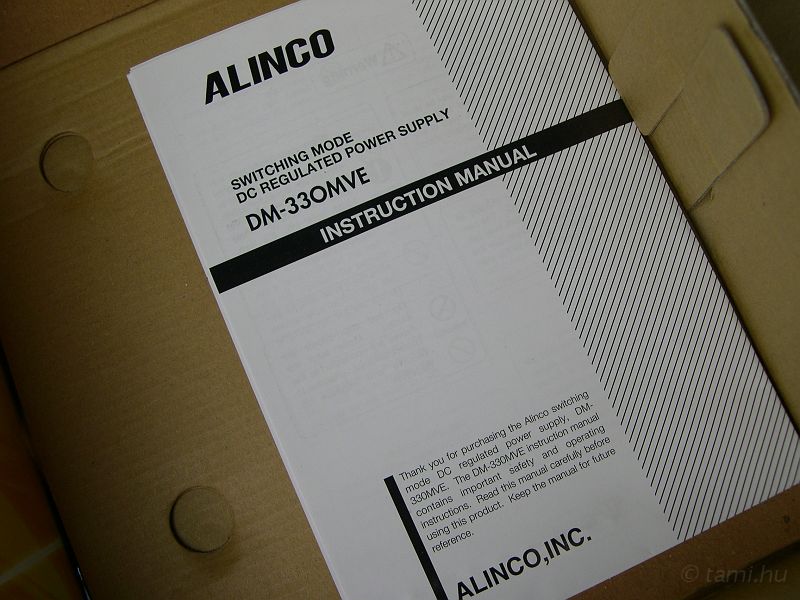 ALINCO
SWITCHING MODE
DC REGULATED POWER SUPPLY
DM-330MVE
INSTRUCTION MANUAL
Thank you for purchasing the Alinco switching
mode DC regulated power supply, DM-
330MVE. The DM-330MVE instruction manual
contains important safety and operating
instructions. Read this manual carefully before
using this product. Keep the manual for future
reference.
ALINCO,INC.
© tami.hu